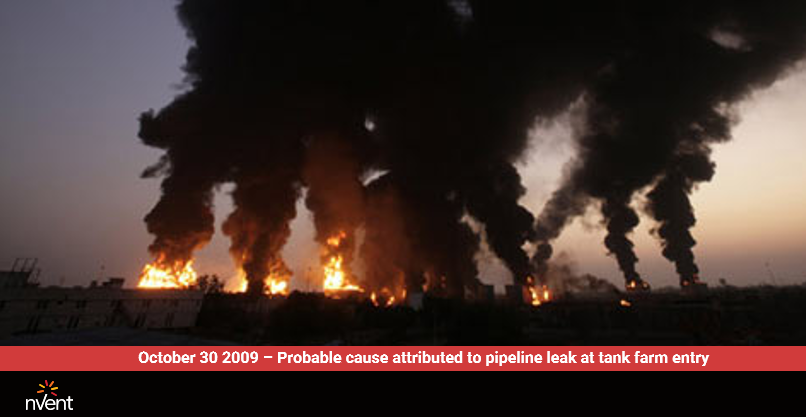 October 30 2009 – Probable cause attributed to pipeline leak at tank farm entry
nVent